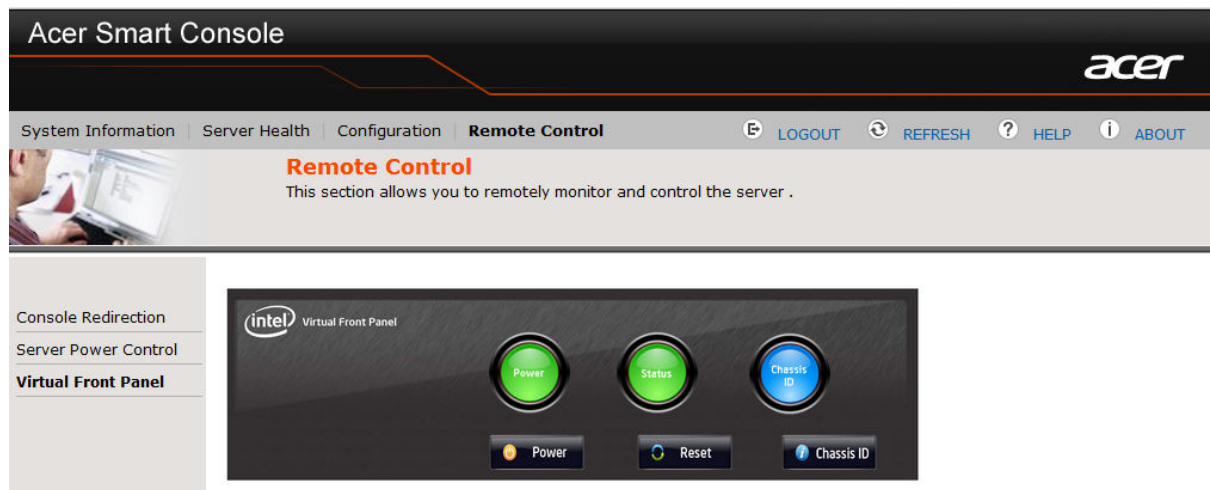 Acer Smart Console
acer
System Information Server Health Configuration Remote Control LOGOUT REFRESH ? HELP i ABOUT
Remote Control
This section allows you to remotely monitor and control the server .
Console Redirection
Server Power Control
Virtual Front Panel
intel Virtual Front Panel
Power Status Chassis ID
Power Reset Chassis ID